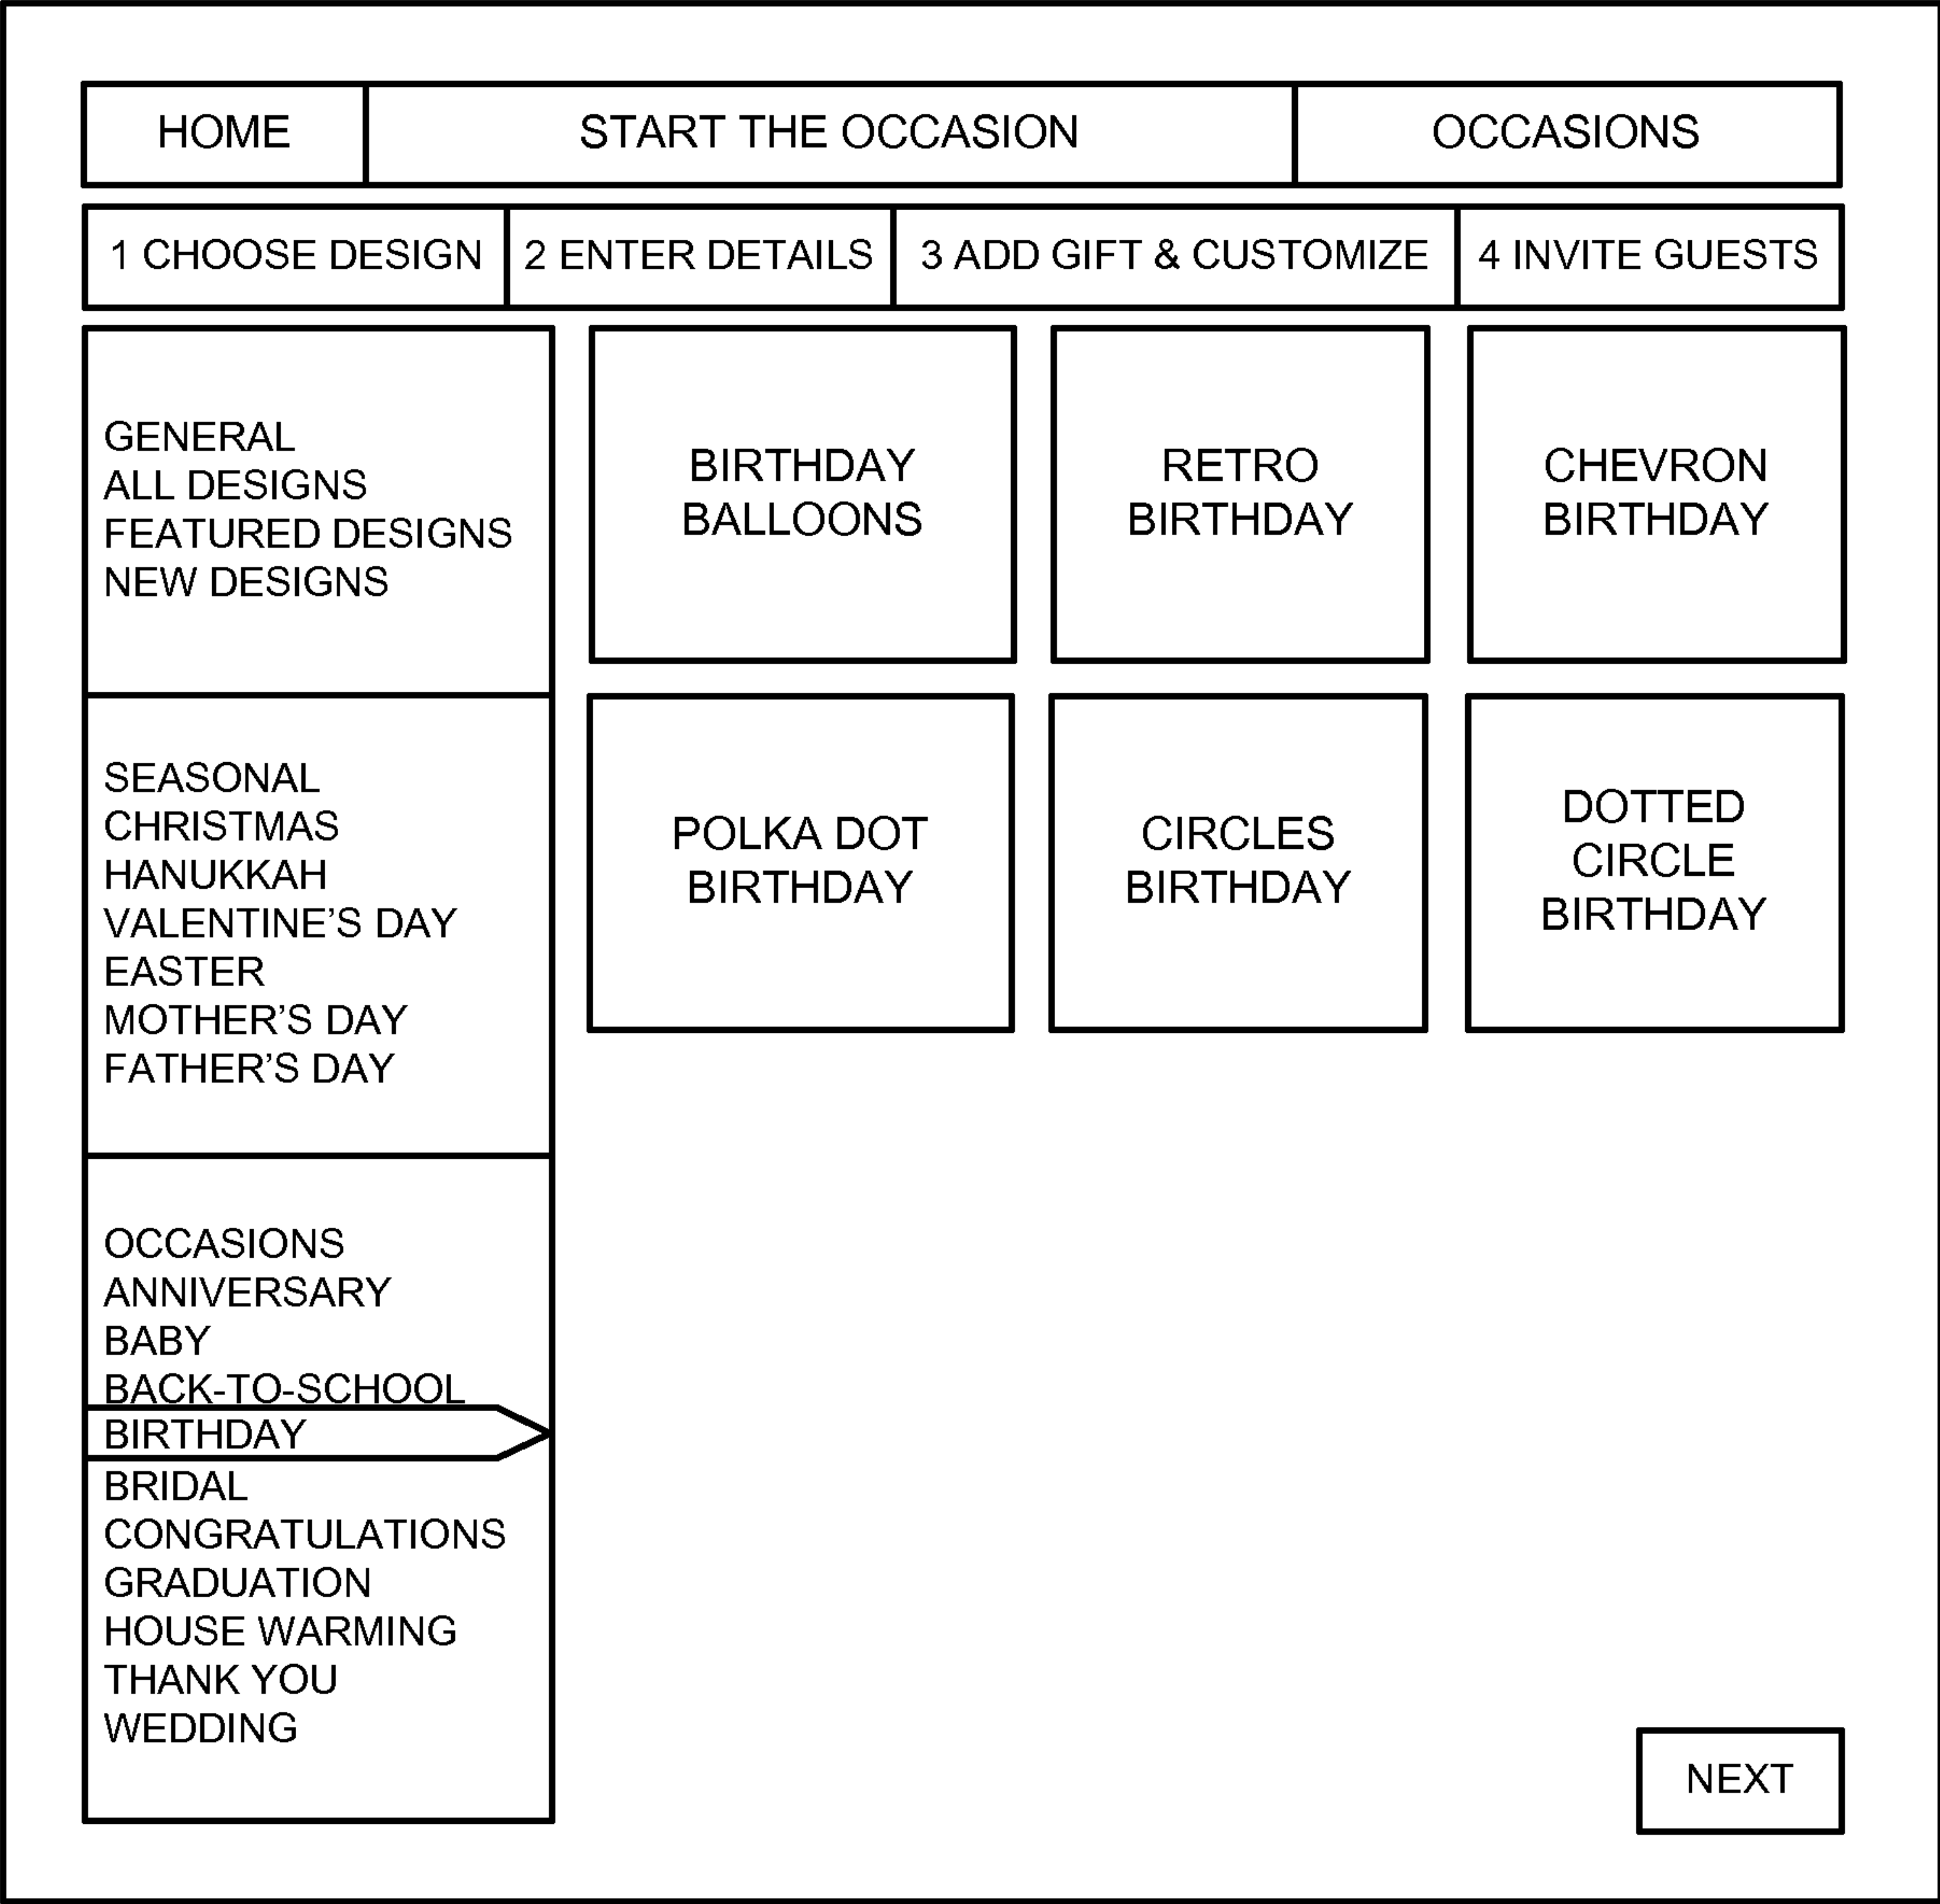 HOME
START THE OCCASION
OCCASIONS
1 CHOOSE DESIGN
2 ENTER DETAILS
3 ADD GIFT & CUSTOMIZE
4 INVITE GUESTS
GENERAL
ALL DESIGNS
FEATURED DESIGNS
NEW DESIGNS
SEASONAL
CHRISTMAS
HANUKKAH
VALENTINE’S DAY
EASTER
MOTHER’S DAY
FATHER’S DAY
OCCASIONS
ANNIVERSARY
BABY
BACK-TO-SCHOOL
BIRTHDAY
BRIDAL
CONGRATULATIONS
GRADUATION
HOUSE WARMING
THANK YOU
WEDDING
BIRTHDAY
BALLOONS
RETRO
BIRTHDAY
CHEVRON
BIRTHDAY
POLKA DOT
BIRTHDAY
CIRCLES
BIRTHDAY
DOTTED
CIRCLE
BIRTHDAY
NEXT